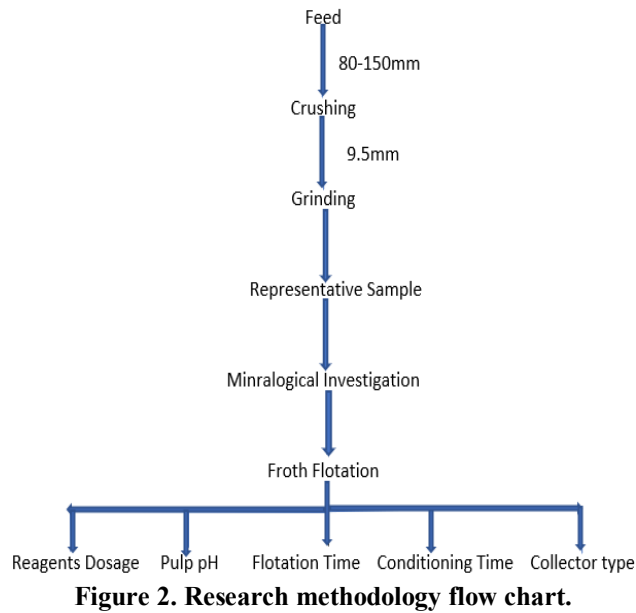 Feed
80-150mm
Crushing
9.5mm
Grinding
Representative Sample
Minralogical Investigation
Froth Flotation
Reagents Dosage Pulp pH Flotation Time Conditioning Time Collector type
Figure 2. Research methodology flow chart.